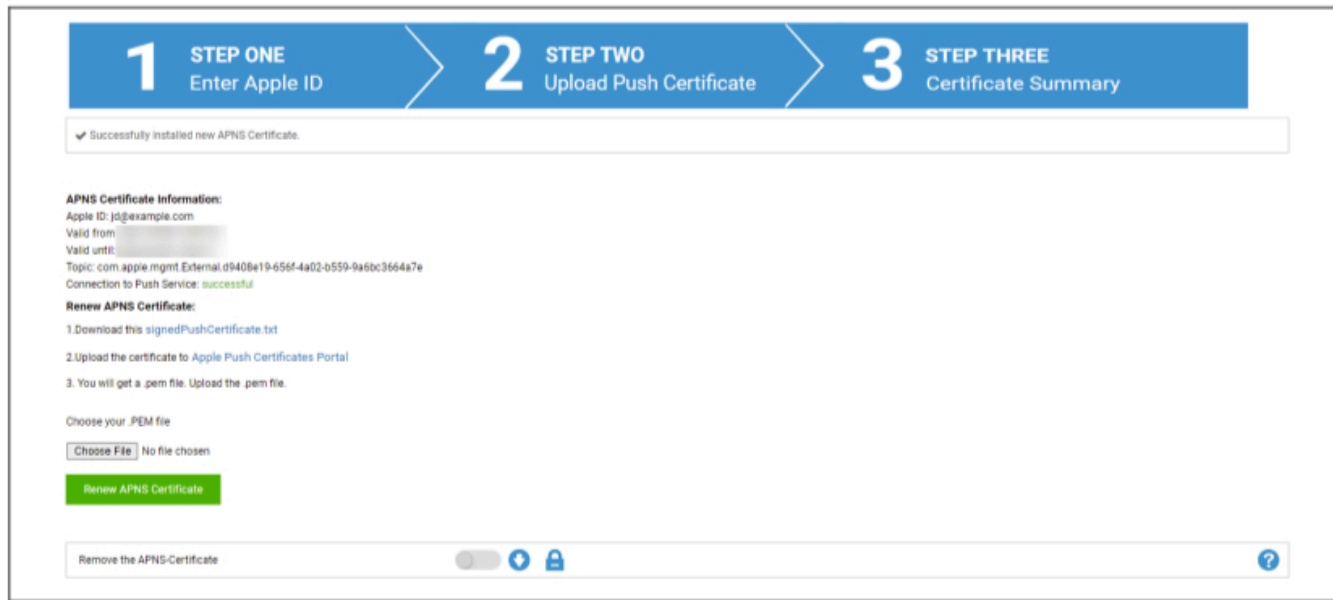 1 STEP ONE
Enter Apple ID
2 STEP TWO
Upload Push Certificate
3 STEP THREE
Certificate Summary
Successfully installed new APNS Certificate.
APNS Certificate Information:
Apple ID: jd@example.com
Valid from
Valid until:
Topic: com.apple.mgmt.External.d9408e19-656f-4a02-b559-9a6bc3664a7e
Connection to Push Service: successful
Renew APNS Certificate:
1.Download this signedPushCertificate.txt
2.Upload the certificate to Apple Push Certificates Portal
3. You will get a .pem file. Upload the .pem file.
Choose your .PEM file
Choose File No file chosen
Renew APNS Certificate
Remove the APNS-Certificate
?